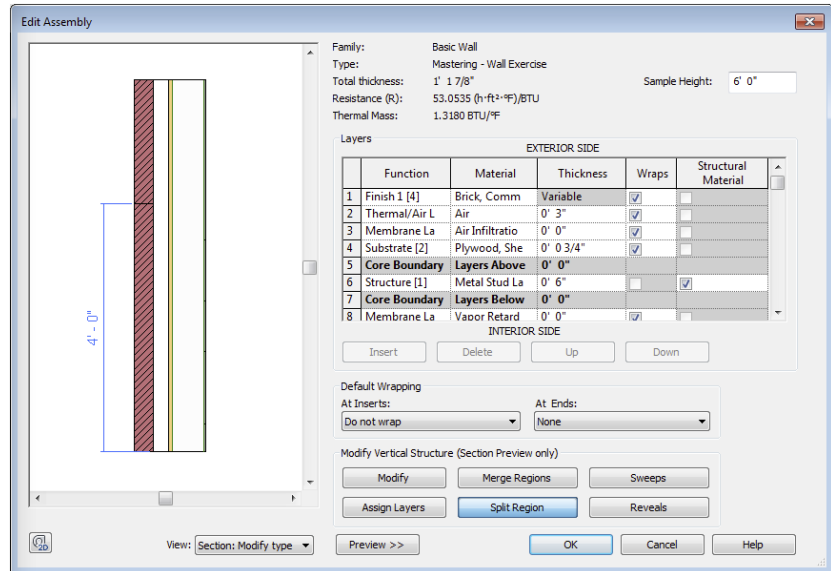 Edit Assembly
Family: Basic Wall
Type: Mastering - Wall Exercise
Total thickness: 1' 1 7/8" Sample Height: 6' 0"
Resistance (R): 53.0535 (h·ft²·°F)/BTU
Thermal Mass: 1.3180 BTU/°F
Layers
EXTERIOR SIDE
Function Material Thickness Wraps Structural Material
1 Finish 1 [4] Brick, Comm Variable
2 Thermal/Air L Air 0' 3"
3 Membrane La Air Infiltratio 0' 0"
4 Substrate [2] Plywood, She 0' 0 3/4"
5 Core Boundary Layers Above 0' 0"
6 Structure [1] Metal Stud La 0' 6"
7 Core Boundary Layers Below 0' 0"
8 Membrane La Vapor Retard 0' 0"
INTERIOR SIDE
Insert Delete Up Down
4' - 0"
Default Wrapping
At Inserts: At Ends:
Do not wrap None
Modify Vertical Structure (Section Preview only)
Modify Merge Regions Sweeps
Assign Layers Split Region Reveals
2D View: Section: Modify type Preview >> OK Cancel Help